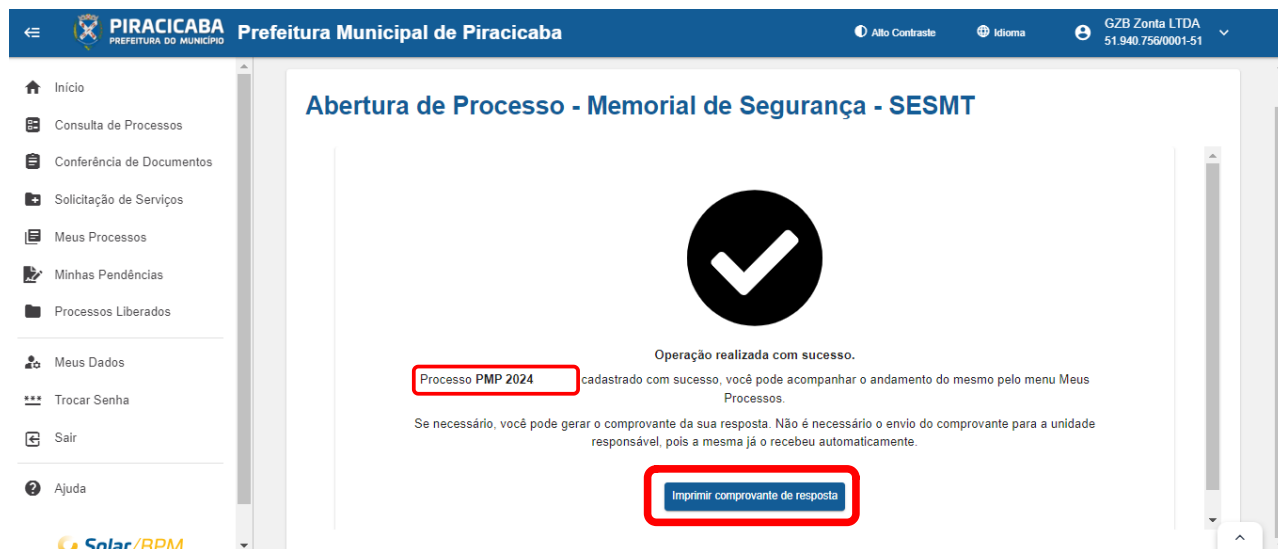 PIRACICABA
PREFEITURA DO MUNICÍPIO
Prefeitura Municipal de Piracicaba
Alto Contraste
Idioma
GZB Zonta LTDA
51.940.756/0001-51
Início
Consulta de Processos
Conferência de Documentos
Solicitação de Serviços
Meus Processos
Minhas Pendências
Processos Liberados
Meus Dados
Trocar Senha
Sair
Ajuda
Solar/BPM
Abertura de Processo - Memorial de Segurança - SESMT
Operação realizada com sucesso.
Processo PMP 2024 cadastrado com sucesso, você pode acompanhar o andamento do mesmo pelo menu Meus
Processos.
Se necessário, você pode gerar o comprovante da sua resposta. Não é necessário o envio do comprovante para a unidade
responsável, pois a mesma já o recebeu automaticamente.
Imprimir comprovante de resposta